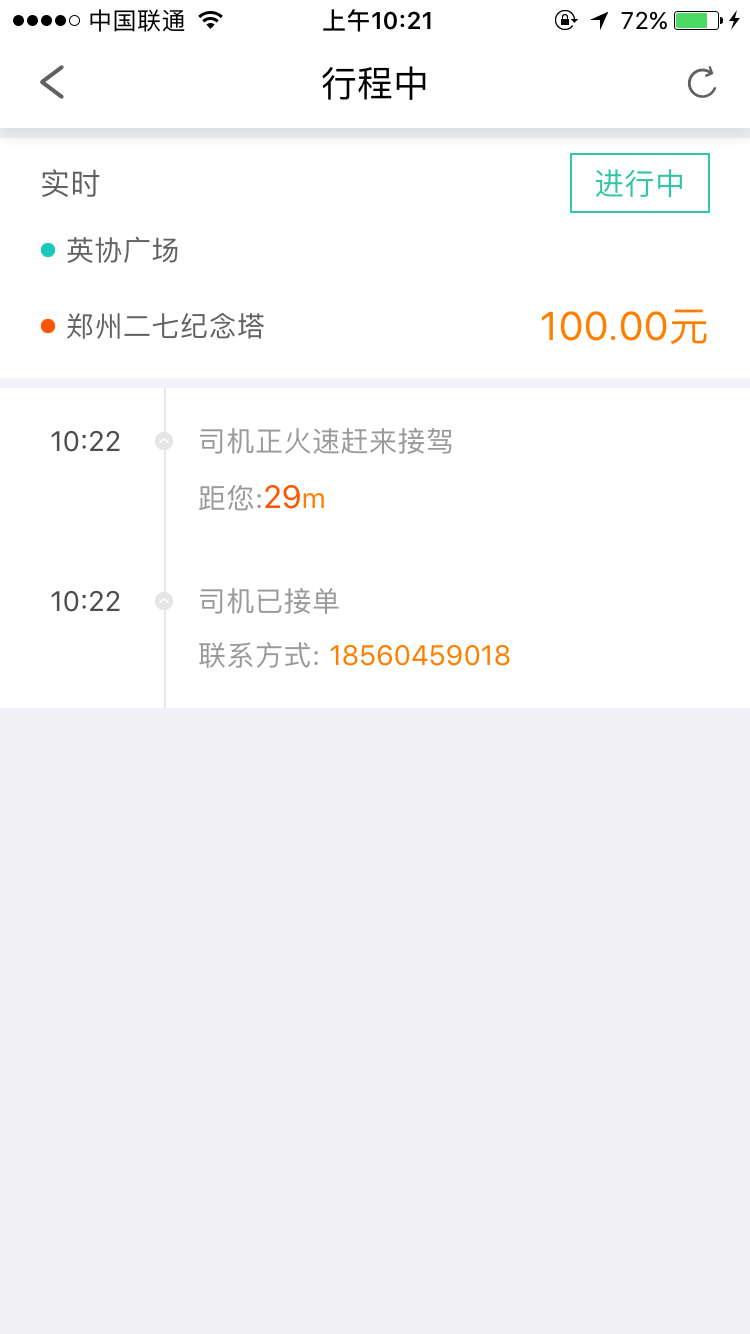 中国联通 上午10:21 72%
行程中
实时 进行中
英协广场
郑州二七纪念塔 100.00元
10:22 司机正火速赶来接驾
距您:29m
10:22 司机已接单
联系方式: 18560459018